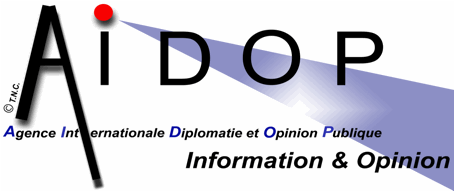 AiDOP
© T.N.C.
Agence Internationale Diplomatie et Opinion Publique
Information & Opinion